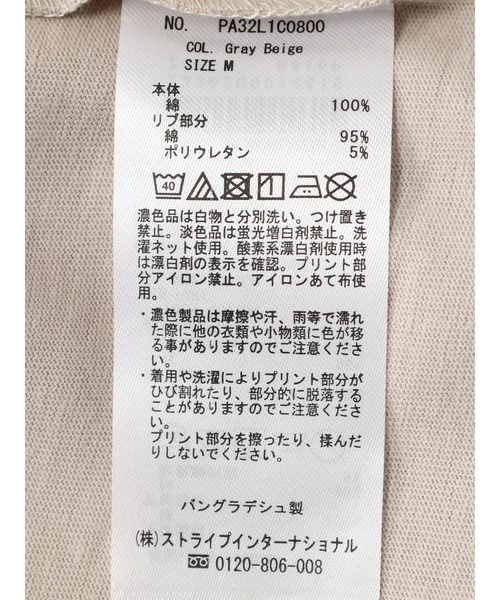 NO. PA32L1C0800
COL. Gray Beige
SIZE M
本体
綿 100%
リブ部分
綿 95%
ポリウレタン 5%
40
濃色品は白物と分別洗い。つけ置き
禁止。淡色品は蛍光増白剤禁止。洗
濯ネット使用。酸素系漂白剤使用時
は漂白剤の表示を確認。プリント部
分アイロン禁止。アイロンあて布使
用。
・濃色製品は摩擦や汗、雨等で濡れ
た際に他の衣類や小物類に色が移
る事がありますのでご注意くださ
い。
・着用や洗濯によりプリント部分が
ひび割れたり、部分的に脱落する
ことがありますのでご注意くださ
い。
プリント部分を擦ったり、揉んだ
りしないでください。
バングラデシュ製
(株)ストライプインターナショナル
0120-806-008